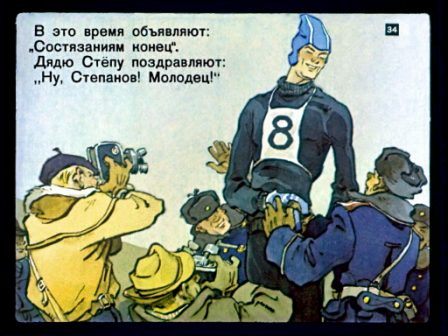 В это время объявляют:
„Состязаниям конец“.
Дядю Стёпу поздравляют:
„Ну, Степанов! Молодец!“
34
8